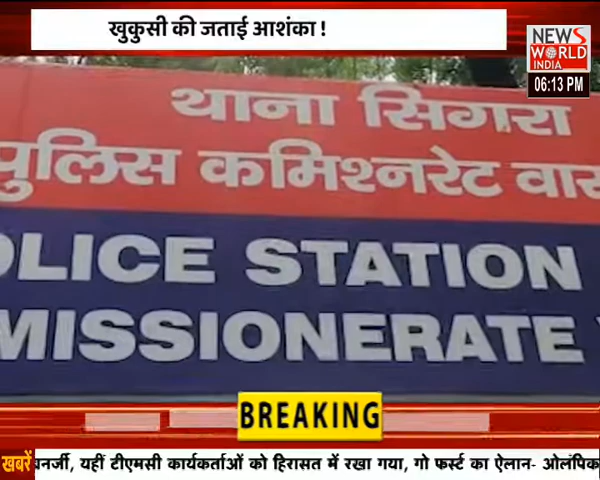 खुकुसी की जताई आशंका!
NEWS
WORLD
INDIA
06:13 PM
थाना सिगरा
पुलिस कमिश्नरेट
POLICE STATION
MISSIONERATE
BREAKING
खबरें नर्जी, यहीं टीएमसी कार्यकर्ताओं को हिरासत में रखा गया, गो फर्स्ट का ऐलान- ओलंपिक